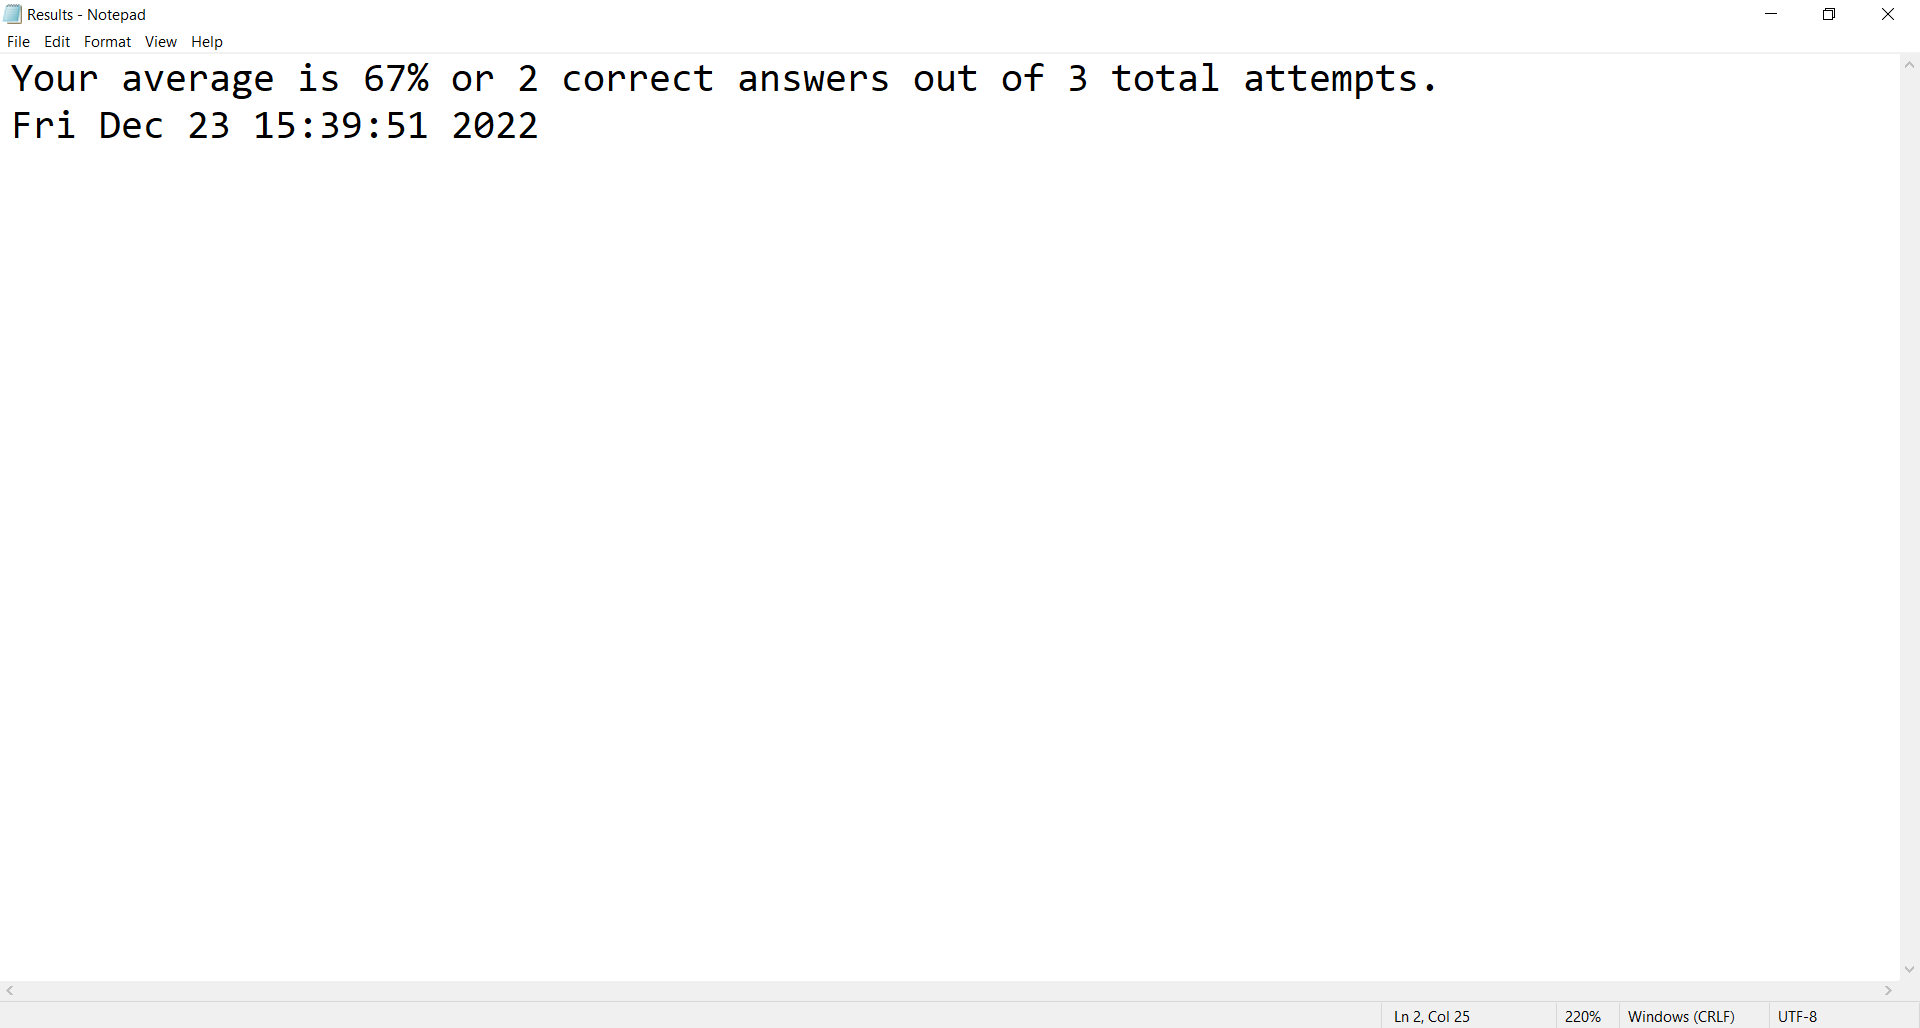 Results - Notepad
File Edit Format View Help
Your average is 67% or 2 correct answers out of 3 total attempts.
Fri Dec 23 15:39:51 2022
Ln 2, Col 25 220% Windows (CRLF) UTF-8